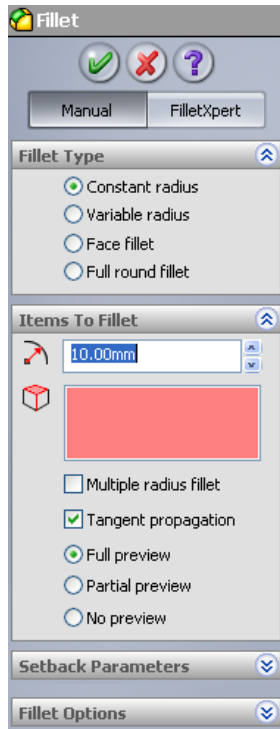 Fillet
?
Manual FilletXpert
Fillet Type
Constant radius
Variable radius
Face fillet
Full round fillet
Items To Fillet
10.00mm
Multiple radius fillet
Tangent propagation
Full preview
Partial preview
No preview
Setback Parameters
Fillet Options